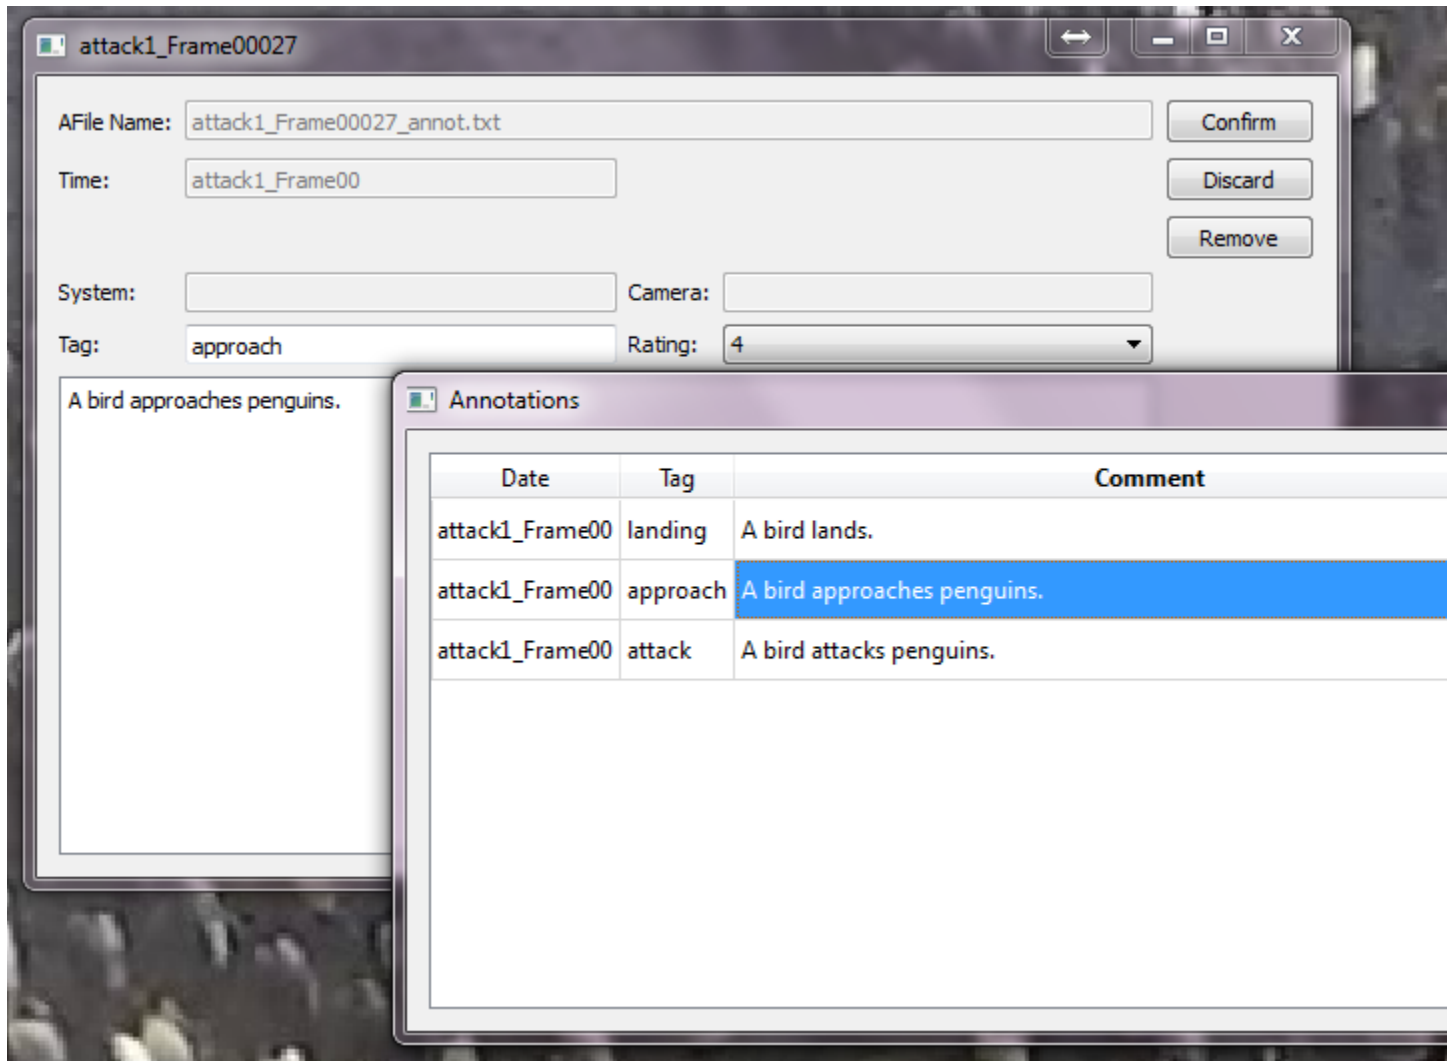 attack1_Frame00027
AFile Name: attack1_Frame00027_annot.txt Confirm
Time: attack1_Frame00 Discard
Remove
System: Camera:
Tag: approach Rating: 4
A bird approaches penguins.
Annotations
Date Tag Comment
attack1_Frame00 landing A bird lands.
attack1_Frame00 approach A bird approaches penguins.
attack1_Frame00 attack A bird attacks penguins.